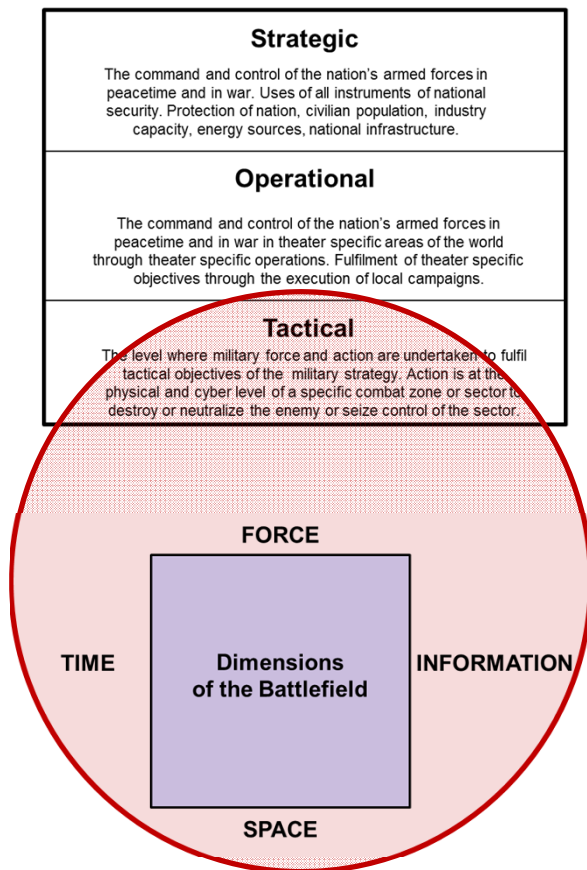 Strategic
The command and control of the nation's armed forces in
peacetime and in war. Uses of all instruments of national
security. Protection of nation, civilian population, industry
capacity, energy sources, national infrastructure.
Operational
The command and control of the nation's armed forces in
peacetime and in war in theater specific areas of the world
through theater specific operations. Fulfilment of theater specific
objectives through the execution of local campaigns.
Tactical
The level where military force and action are undertaken to fulfil
tactical objectives of the military strategy. Action is at the
physical and cyber level of a specific combat zone or sector to
destroy or neutralize the enemy or seize control of the sector.
FORCE
TIME
Dimensions
of the Battlefield
INFORMATION
SPACE